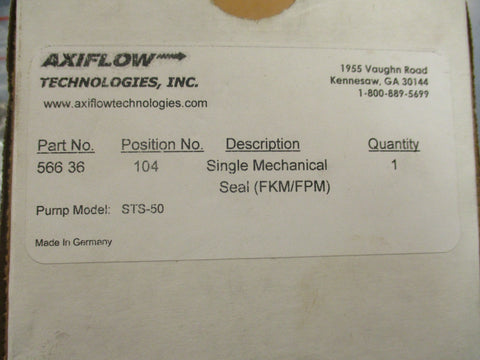 AXIFLOW
TECHNOLOGIES, INC.
www.axiflowtechnologies.com
1955 Vaughn Road
Kennesaw, GA 30144
1-800-889-5699
Part No. Position No. Description Quantity
566 36 104 Single Mechanical 1
Seal (FKM/FPM)
Pump Model: STS-50
Made In Germany